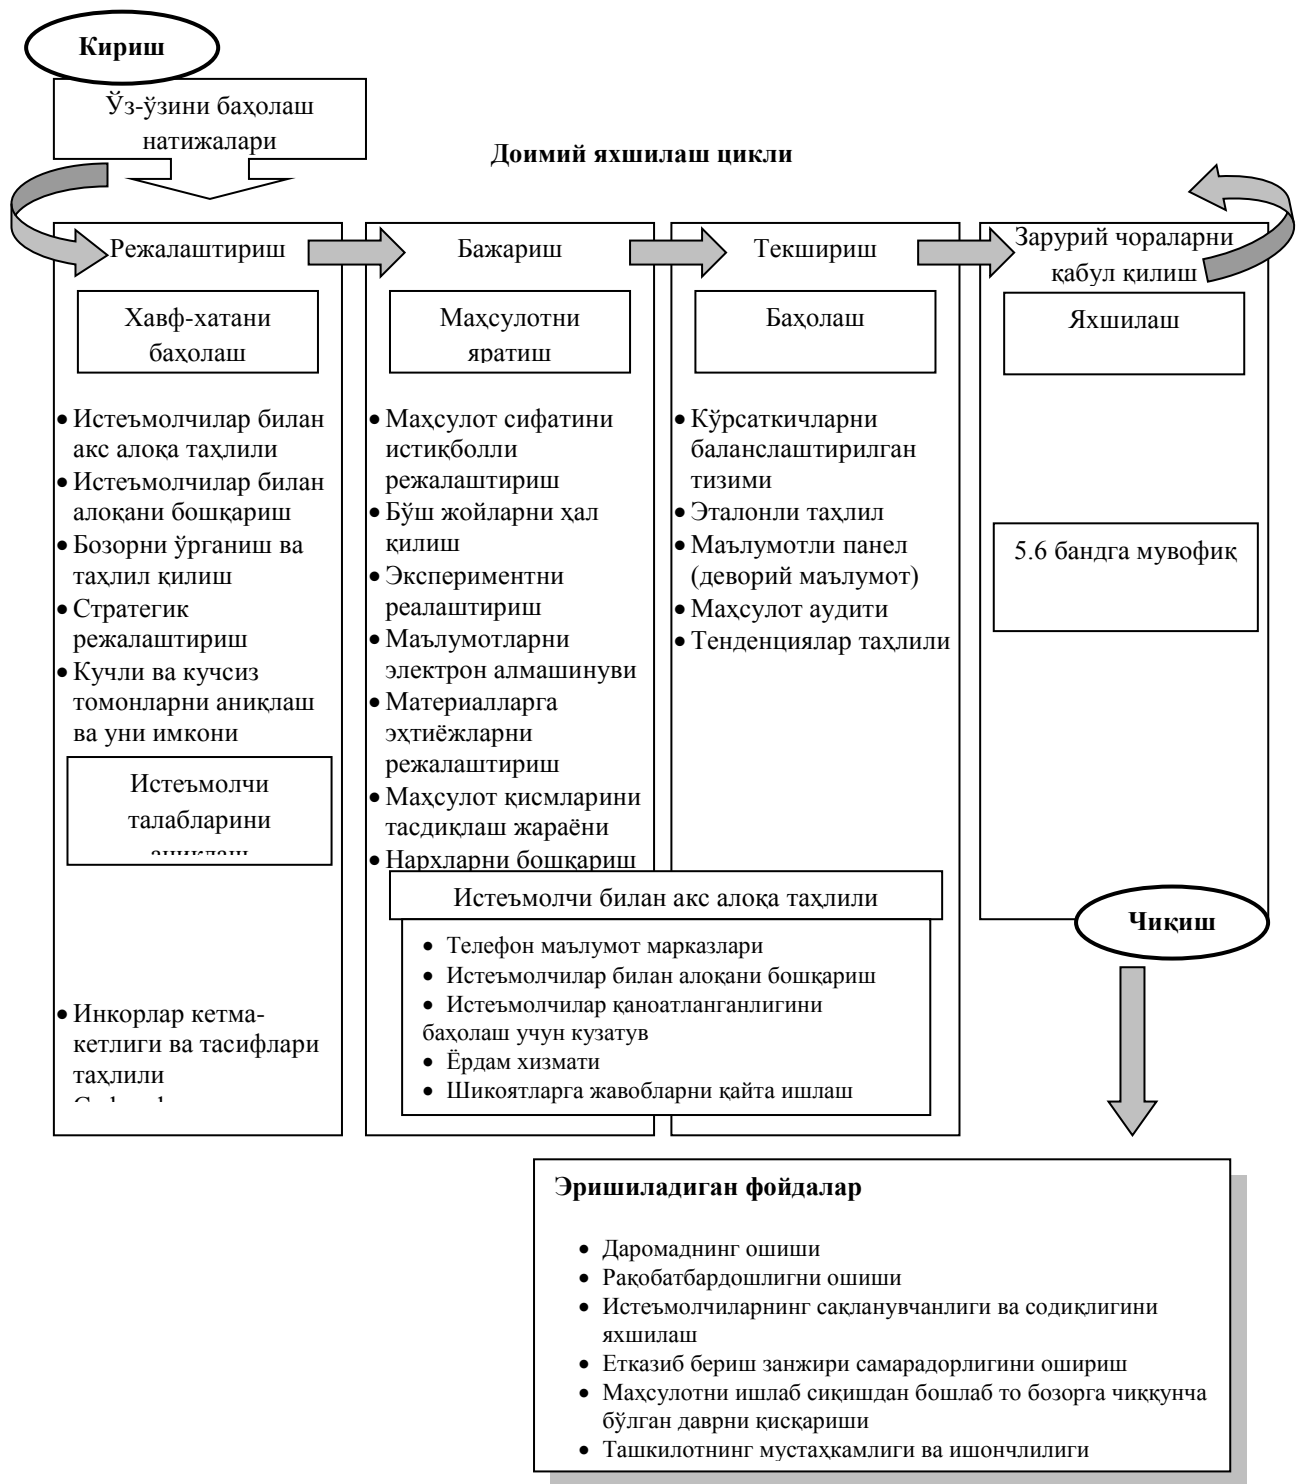 Кириш
Ўз-ўзини баҳолаш
натижалари
Доимий яхшилаш цикли
Режалаштириш
Хавф-хатани
баҳолаш
• Истеъмолчилар билан
акс алоқа таҳлили
• Истеъмолчилар билан
алоқани бошқариш
• Бозорни ўрганиш ва
таҳлил қилиш
• Стратегик
режалаштириш
• Кучли ва кучсиз
томонларни аниқлаш
ва уни имкони
Истеъмолчи
талабларини
аниқлаш
• Инкорлар кетма-
кетлиги ва тасифлари
таҳлили
Бажариш
Маҳсулотни
яратиш
• Маҳсулот сифатини
истиқболли
режалаштириш
• Бўш жойларни ҳал
қилиш
• Экспериментни
реалаштириш
• Маълумотларни
электрон алмашинуви
• Материалларга
эҳтиёжларни
режалаштириш
• Маҳсулот қисмларини
тасдиқлаш жараёни
• Нархларни бошқариш
Текшириш
Баҳолаш
• Кўрсаткичларни
баланслаштирилган
тизими
• Эталонли таҳлил
• Маълумотли панел
(деворий маълумот)
• Маҳсулот аудити
• Тенденциялар таҳлили
Зарурий чораларни
қабул қилиш
Яхшилаш
5.6 бандга мувофиқ
Истеъмолчи билан акс алоқа таҳлили
• Телефон маълумот марказлари
• Истеъмолчилар билан алоқани бошқариш
• Истеъмолчилар қаноатланганлигини
баҳолаш учун кузатув
• Ёрдам хизмати
• Шикоятларга жавобларни қайта ишлаш
Чиқиш
Эришиладиган фойдалар
• Даромаднинг ошиши
• Рақобатбардошлигни ошиши
• Истеъмолчиларнинг сақланувчанлиги ва содиқлигини
яхшилаш
• Етказиб бериш занжири самарадорлигини ошириш
• Маҳсулотни ишлаб сиқишдан бошлаб то бозорга чиққунча
бўлган даврни қисқариши
• Ташкилотнинг мустаҳкамлиги ва ишончлилиги